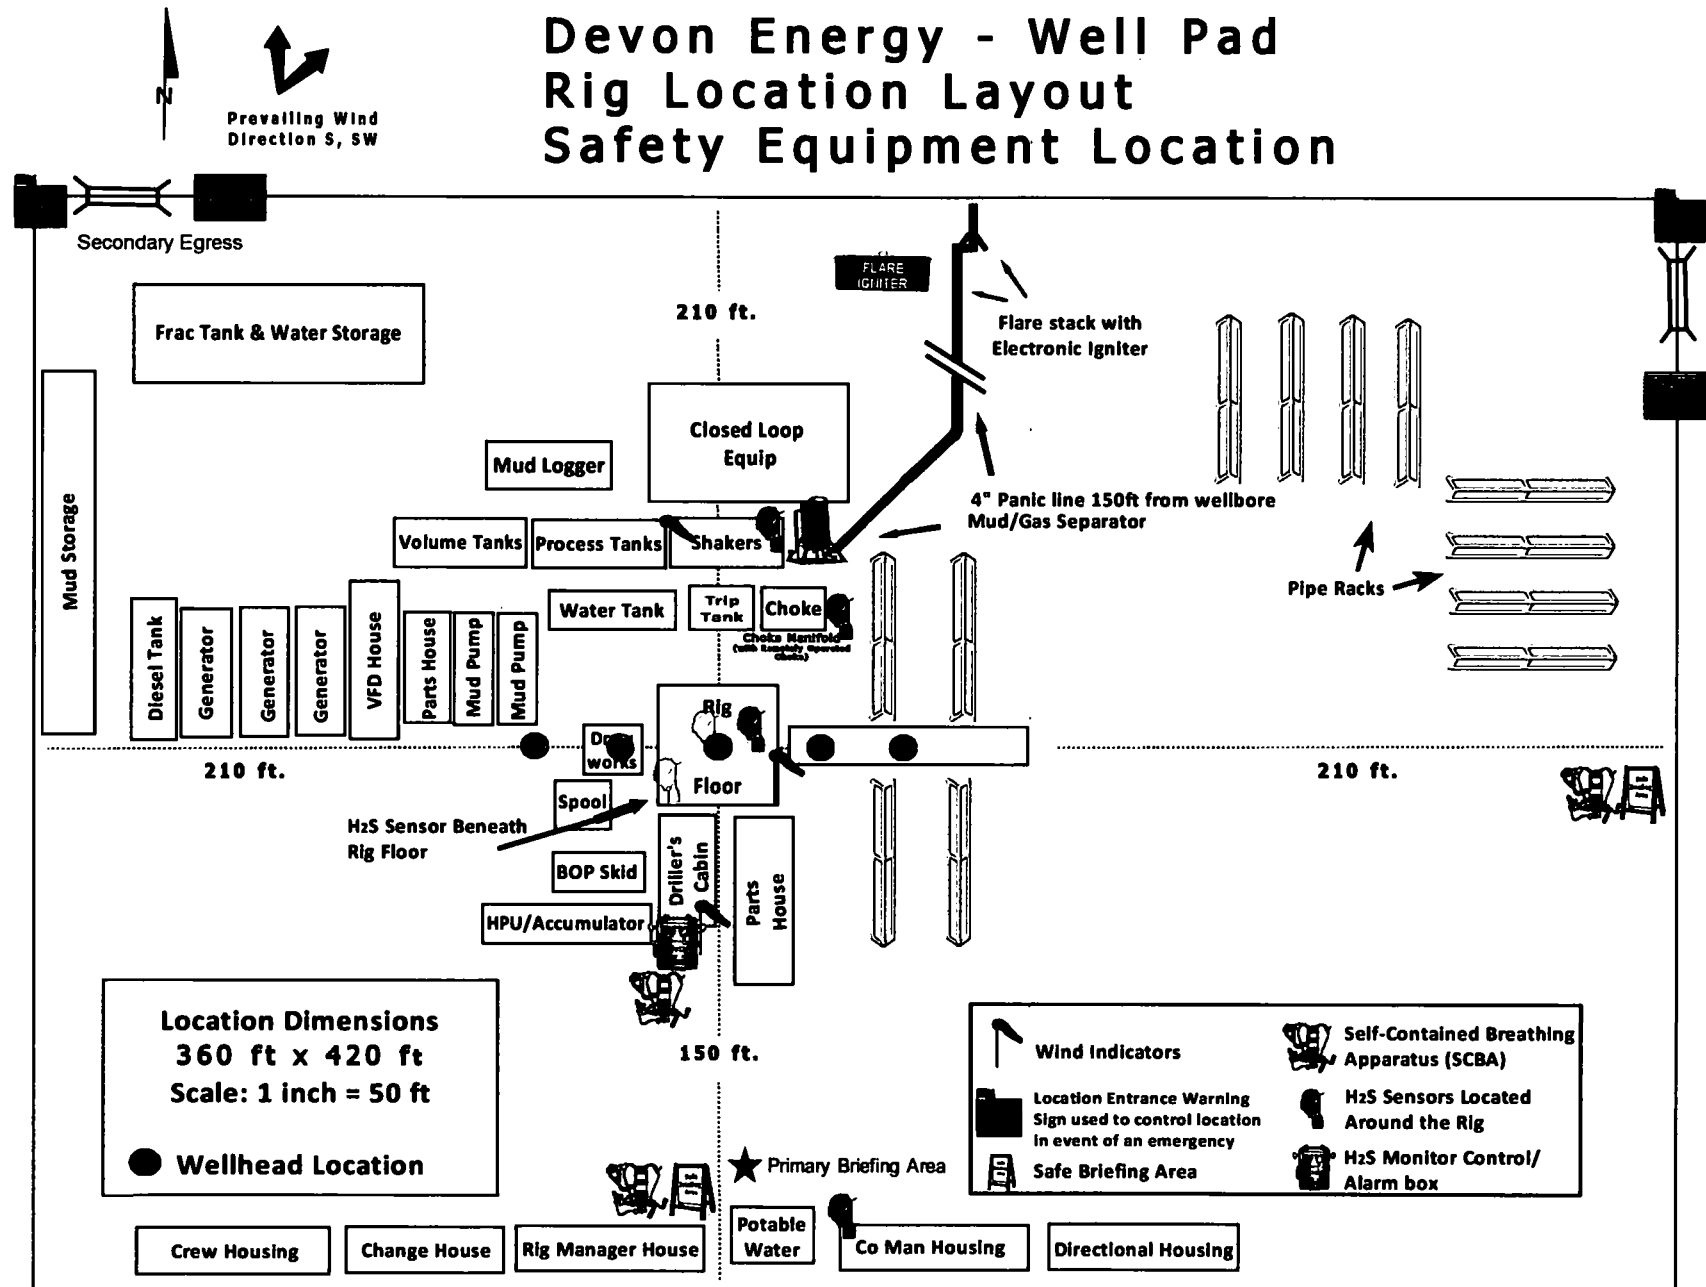 Devon Energy - Well Pad
Rig Location Layout
Safety Equipment Location
N
Prevailing Wind
Direction S, SW
Secondary Egress
FLARE
IGNITER
210 ft.
Flare stack with
Electronic Igniter
Frac Tank & Water Storage
Closed Loop
Equip
Mud Logger
Mud Storage
4" Panic line 150ft from wellbore
Mud/Gas Separator
Volume Tanks
Process Tanks
Shakers
Pipe Racks
Water Tank
Trip
Tank
Choke
Choke Manifold
(with Remotely Operated
Choke)
Diesel Tank
Generator
Generator
Generator
VFD House
Parts House
Mud Pump
Mud Pump
Rig
Floor
Draw
works
210 ft.
210 ft.
Spool
H2S Sensor Beneath
Rig Floor
BOP Skid
Driller's
Cabin
Parts
House
HPU/Accumulator
Location Dimensions
360 ft x 420 ft
Scale: 1 inch = 50 ft
Wellhead Location
150 ft.
Wind Indicators
Location Entrance Warning
Sign used to control location
in event of an emergency
Safe Briefing Area
Self-Contained Breathing
Apparatus (SCBA)
H2S Sensors Located
Around the Rig
H2S Monitor Control/
Alarm box
Primary Briefing Area
Crew Housing
Change House
Rig Manager House
Potable
Water
Co Man Housing
Directional Housing